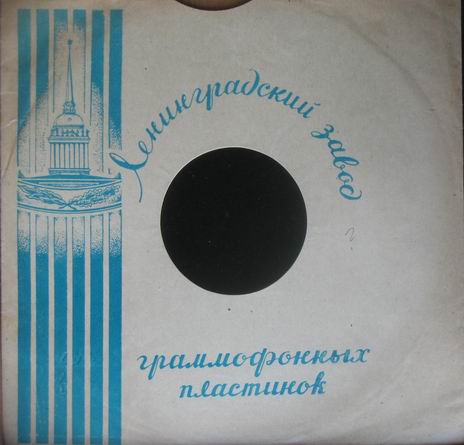 Ленинградский завод
граммофонных
пластинок